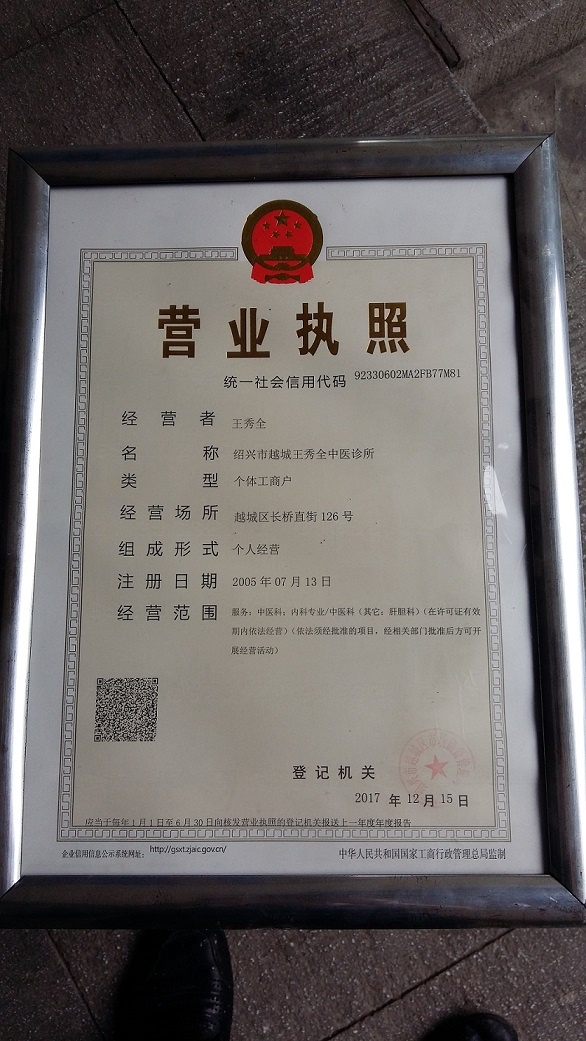 营业执照
统一社会信用代码 92330602MA2FB77M81
经营者 王秀全
名称 绍兴市越城王秀全中医诊所
类型 个体工商户
经营场所 越城区长桥直街126号
组成形式 个人经营
注册日期 2005年07月13日
经营范围 服务：中医科；内科专业/中医科（其它：肝胆科）（在许可证有效
期内依法经营）（依法须经批准的项目，经相关部门批准后方可开
展经营活动）
登记机关
2017 年 12 月 15 日
应当于每年1月1日至6月30日向核发营业执照的登记机关报送上一年度年度报告
企业信用信息公示系统网址： http://gsxt.zjaic.gov.cn/
中华人民共和国国家工商行政管理总局监制